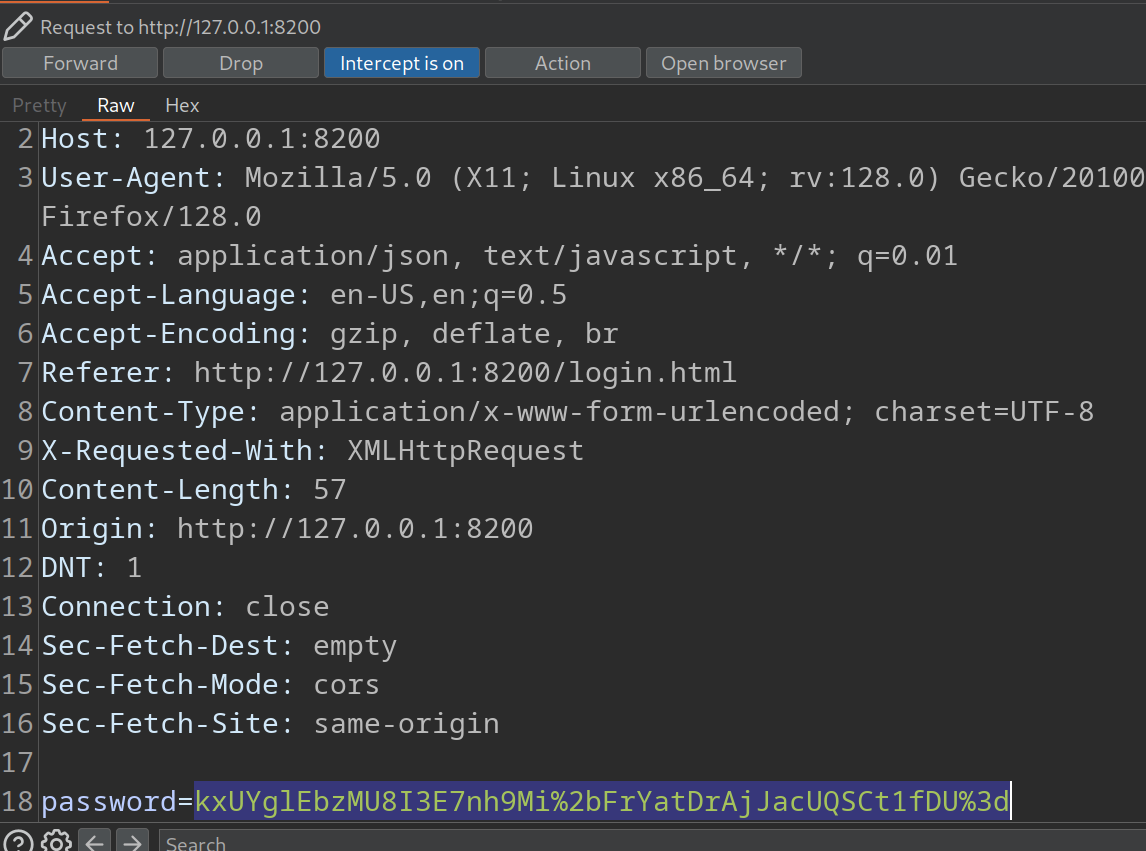 Request to http://127.0.0.1:8200
Forward Drop Intercept is on Action Open browser
Pretty Raw Hex
2 Host: 127.0.0.1:8200
3 User-Agent: Mozilla/5.0 (X11; Linux x86_64; rv:128.0) Gecko/20100
Firefox/128.0
4 Accept: application/json, text/javascript, */*; q=0.01
5 Accept-Language: en-US,en;q=0.5
6 Accept-Encoding: gzip, deflate, br
7 Referer: http://127.0.0.1:8200/login.html
8 Content-Type: application/x-www-form-urlencoded; charset=UTF-8
9 X-Requested-With: XMLHttpRequest
10 Content-Length: 57
11 Origin: http://127.0.0.1:8200
12 DNT: 1
13 Connection: close
14 Sec-Fetch-Dest: empty
15 Sec-Fetch-Mode: cors
16 Sec-Fetch-Site: same-origin
17
18 password=kxUYglEbzMU8I3E7nh9Mi%2bFrYatDrAjJacUQSCt1fDU%3d
Search